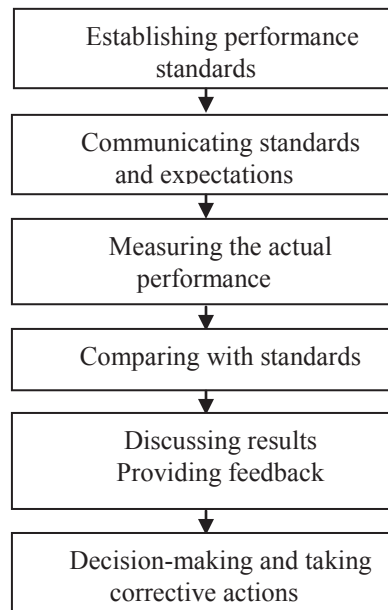 Establishing performance
standards
Communicating standards
and expectations
Measuring the actual
performance
Comparing with standards
Discussing results
Providing feedback
Decision-making and taking
corrective actions